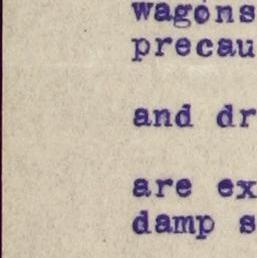 wagons
precau
and dr
are ex
damp s